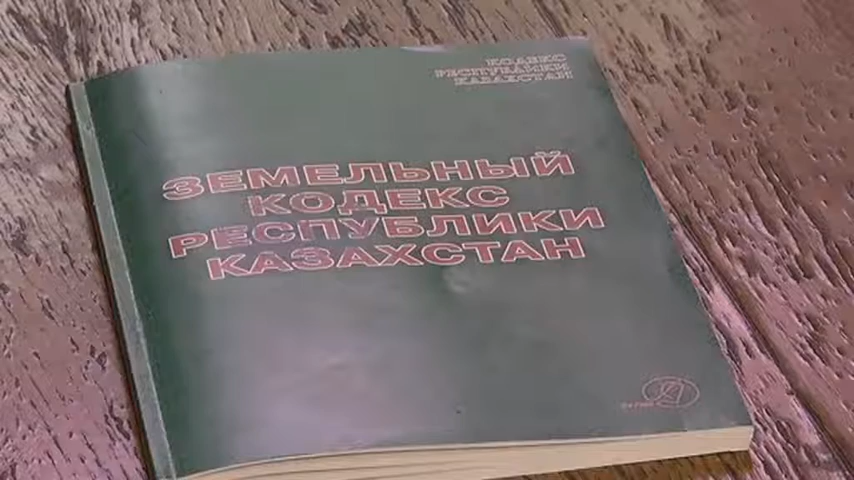 КОДЕКС
РЕСПУБЛИКИ
КАЗАХСТАН
ЗЕМЕЛЬНЫЙ
КОДЕКС
РЕСПУБЛИКИ
КАЗАХСТАН